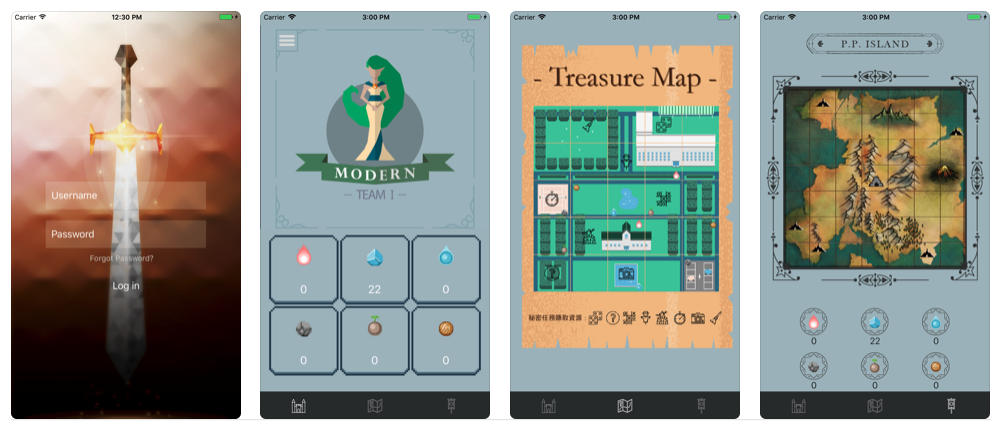 Carrier 12:30 PM
Username
Password
Forgot Password?
Log in
Carrier 3:00 PM
MODERN
— TEAM 1 —
0 22 0
0 0 0
Carrier 3:00 PM
- Treasure Map -
?
?
秘密任務賺取資源 :
?
Carrier 3:00 PM
P.P. ISLAND
0 22 0
0 0 0